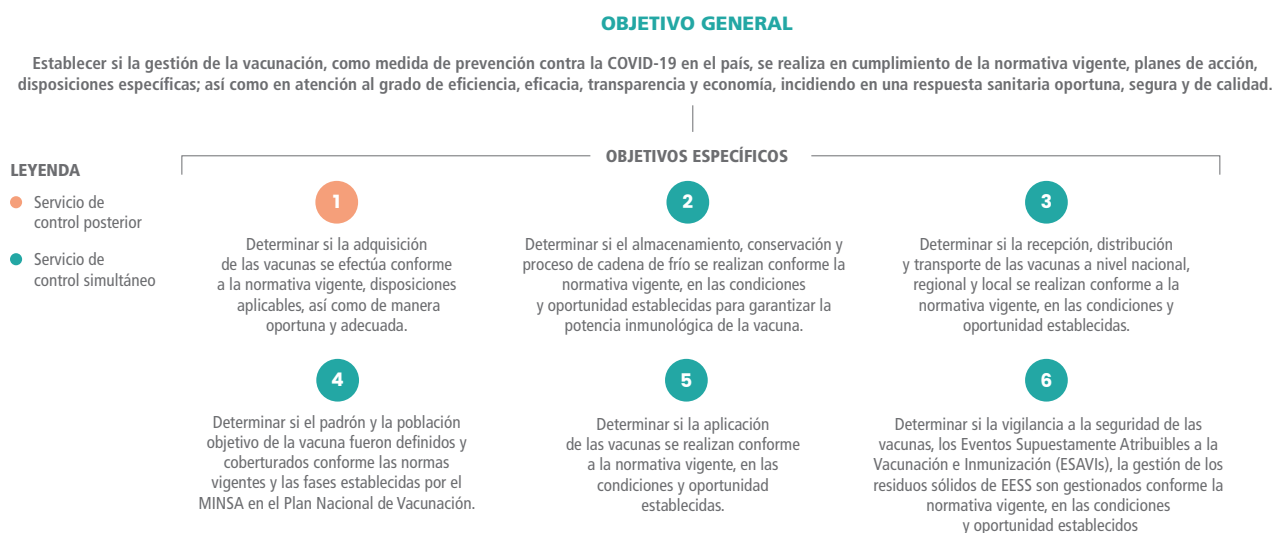 OBJETIVO GENERAL
Establecer si la gestión de la vacunación, como medida de prevención contra la COVID-19 en el país, se realiza en cumplimiento de la normativa vigente, planes de acción,
disposiciones específicas; así como en atención al grado de eficiencia, eficacia, transparencia y economía, incidiendo en una respuesta sanitaria oportuna, segura y de calidad.
OBJETIVOS ESPECÍFICOS
LEYENDA
Servicio de
control posterior
Servicio de
control simultáneo
1
Determinar si la adquisición
de las vacunas se efectúa conforme
a la normativa vigente, disposiciones
aplicables, así como de manera
oportuna y adecuada.
2
Determinar si el almacenamiento, conservación y
proceso de cadena de frío se realizan conforme la
normativa vigente, en las condiciones
y oportunidad establecidas para garantizar la
potencia inmunológica de la vacuna.
3
Determinar si la recepción, distribución
y transporte de las vacunas a nivel nacional,
regional y local se realizan conforme a la
normativa vigente, en las condiciones y
oportunidad establecidas.
4
Determinar si el padrón y la población
objetivo de la vacuna fueron definidos y
coberturados conforme las normas
vigentes y las fases establecidas por el
MINSA en el Plan Nacional de Vacunación.
5
Determinar si la aplicación
de las vacunas se realizan conforme
a la normativa vigente, en las
condiciones y oportunidad
establecidas.
6
Determinar si la vigilancia a la seguridad de las
vacunas, los Eventos Supuestamente Atribuibles a la
Vacunación e Inmunización (ESAVIs), la gestión de los
residuos sólidos de EESS son gestionados conforme la
normativa vigente, en las condiciones
y oportunidad establecidos